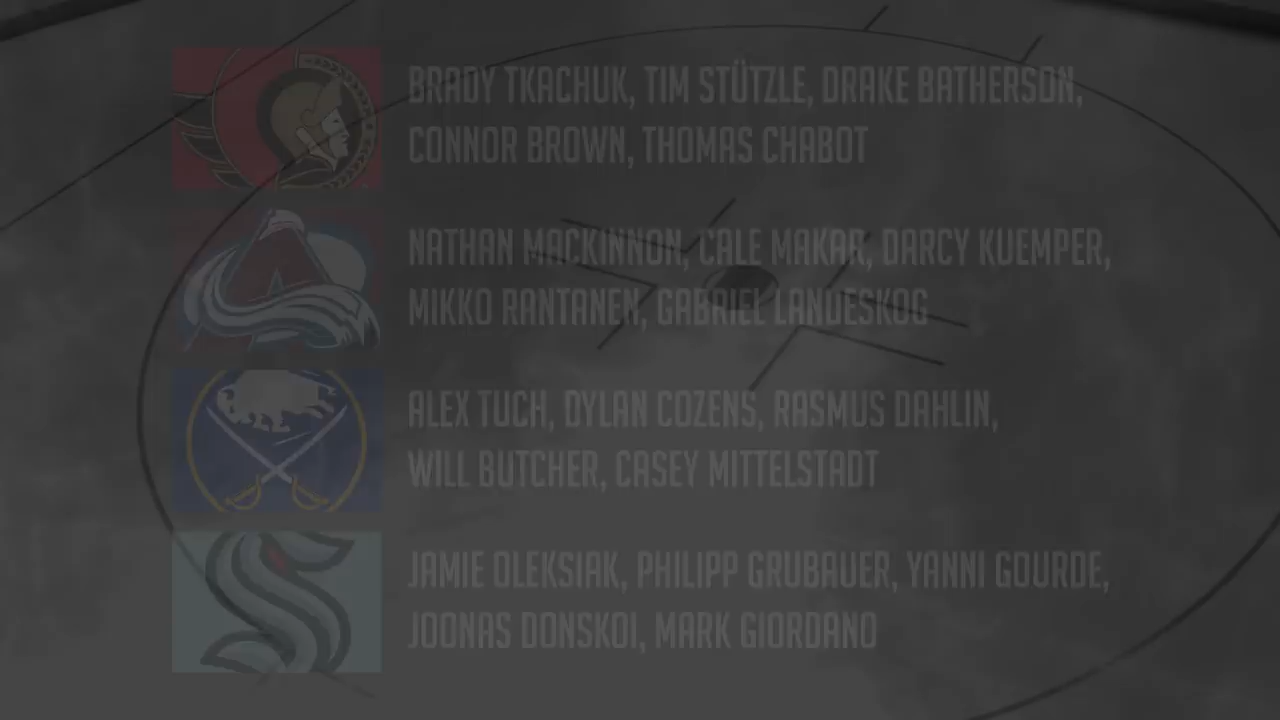 BRADY TKACHUK, TIM STÜTZLE, DRAKE BATHERSON,
CONNOR BROWN, THOMAS CHABOT
NATHAN MACKINNON, CALE MAKAR, DARCY KUEMPER,
MIKKO RANTANEN, GABRIEL LANDESKOG
ALEX TUCH, DYLAN COZENS, RASMUS DAHLIN,
WILL BUTCHER, CASEY MITTELSTADT
JAMIE OLEKSIAK, PHILIPP GRUBAUER, YANNI GOURDE,
JOONAS DONSKOI, MARK GIORDANO